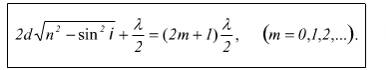 2d√(n² − sin² i) + λ/2 = (2m + 1) λ/2, (m = 0,1,2,...).